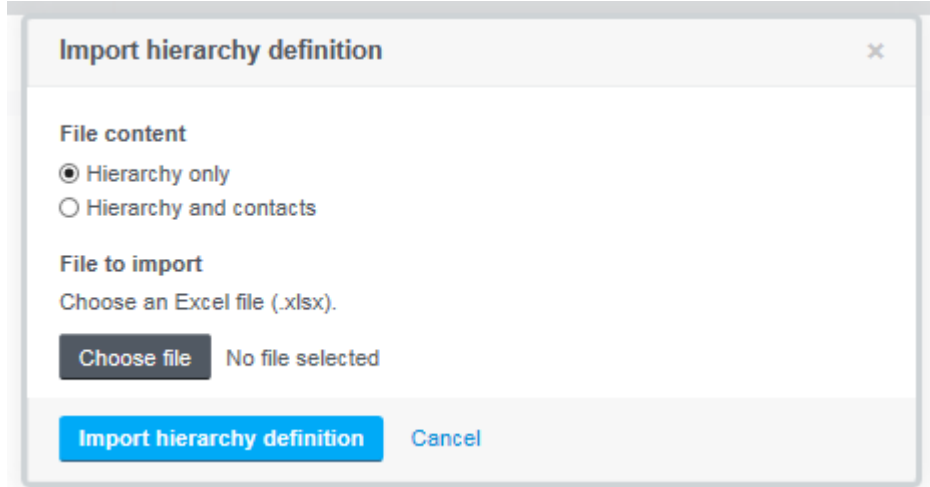 Import hierarchy definition
File content
Hierarchy only
Hierarchy and contacts
File to import
Choose an Excel file (.xlsx).
Choose file No file selected
Import hierarchy definition Cancel